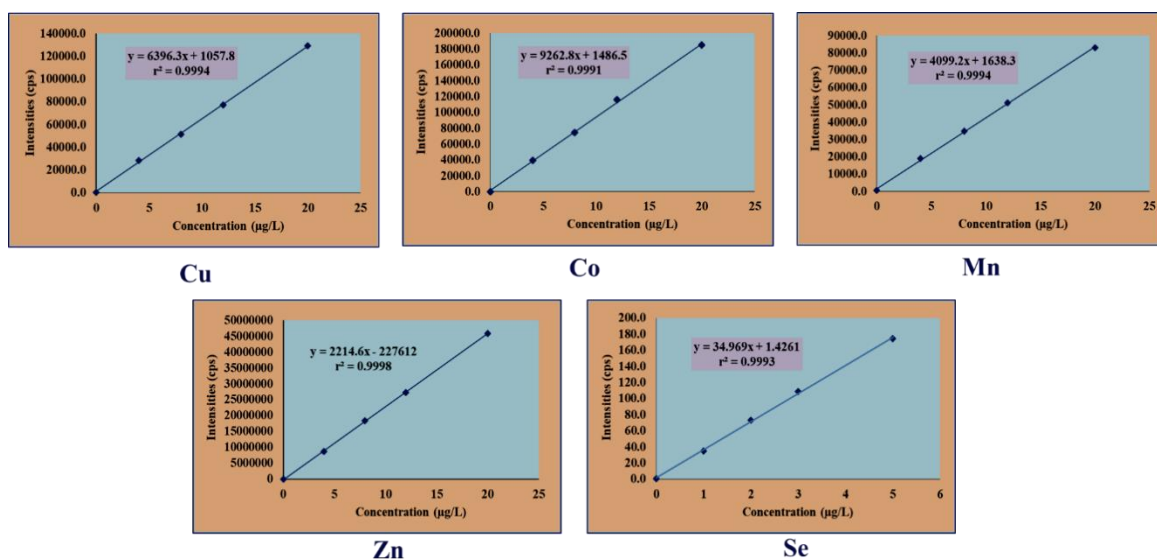 140000.0
120000.0
100000.0
80000.0
60000.0
40000.0
20000.0
0.0
Intensities (cps)
y = 6396.3x + 1057.8
r² = 0.9994
0 5 10 15 20 25
Concentration (µg/L)
Cu
200000.0
180000.0
160000.0
140000.0
120000.0
100000.0
80000.0
60000.0
40000.0
20000.0
0.0
Intensities (cps)
y = 9262.8x + 1486.5
r² = 0.9991
0 5 10 15 20 25
Concentration (µg/L)
Co
90000.0
80000.0
70000.0
60000.0
50000.0
40000.0
30000.0
20000.0
10000.0
0.0
Intensities (cps)
y = 4099.2x + 1638.3
r² = 0.9994
0 5 10 15 20 25
Concentration (µg/L)
Mn
50000000
45000000
40000000
35000000
30000000
25000000
20000000
15000000
10000000
5000000
0
Intensities (cps)
y = 2214.6x - 227612
r² = 0.9998
0 5 10 15 20 25
Concentration (µg/L)
Zn
200.0
180.0
160.0
140.0
120.0
100.0
80.0
60.0
40.0
20.0
0.0
Intensities (cps)
y = 34.969x + 1.4261
r² = 0.9993
0 1 2 3 4 5 6
Concentration (µg/L)
Se